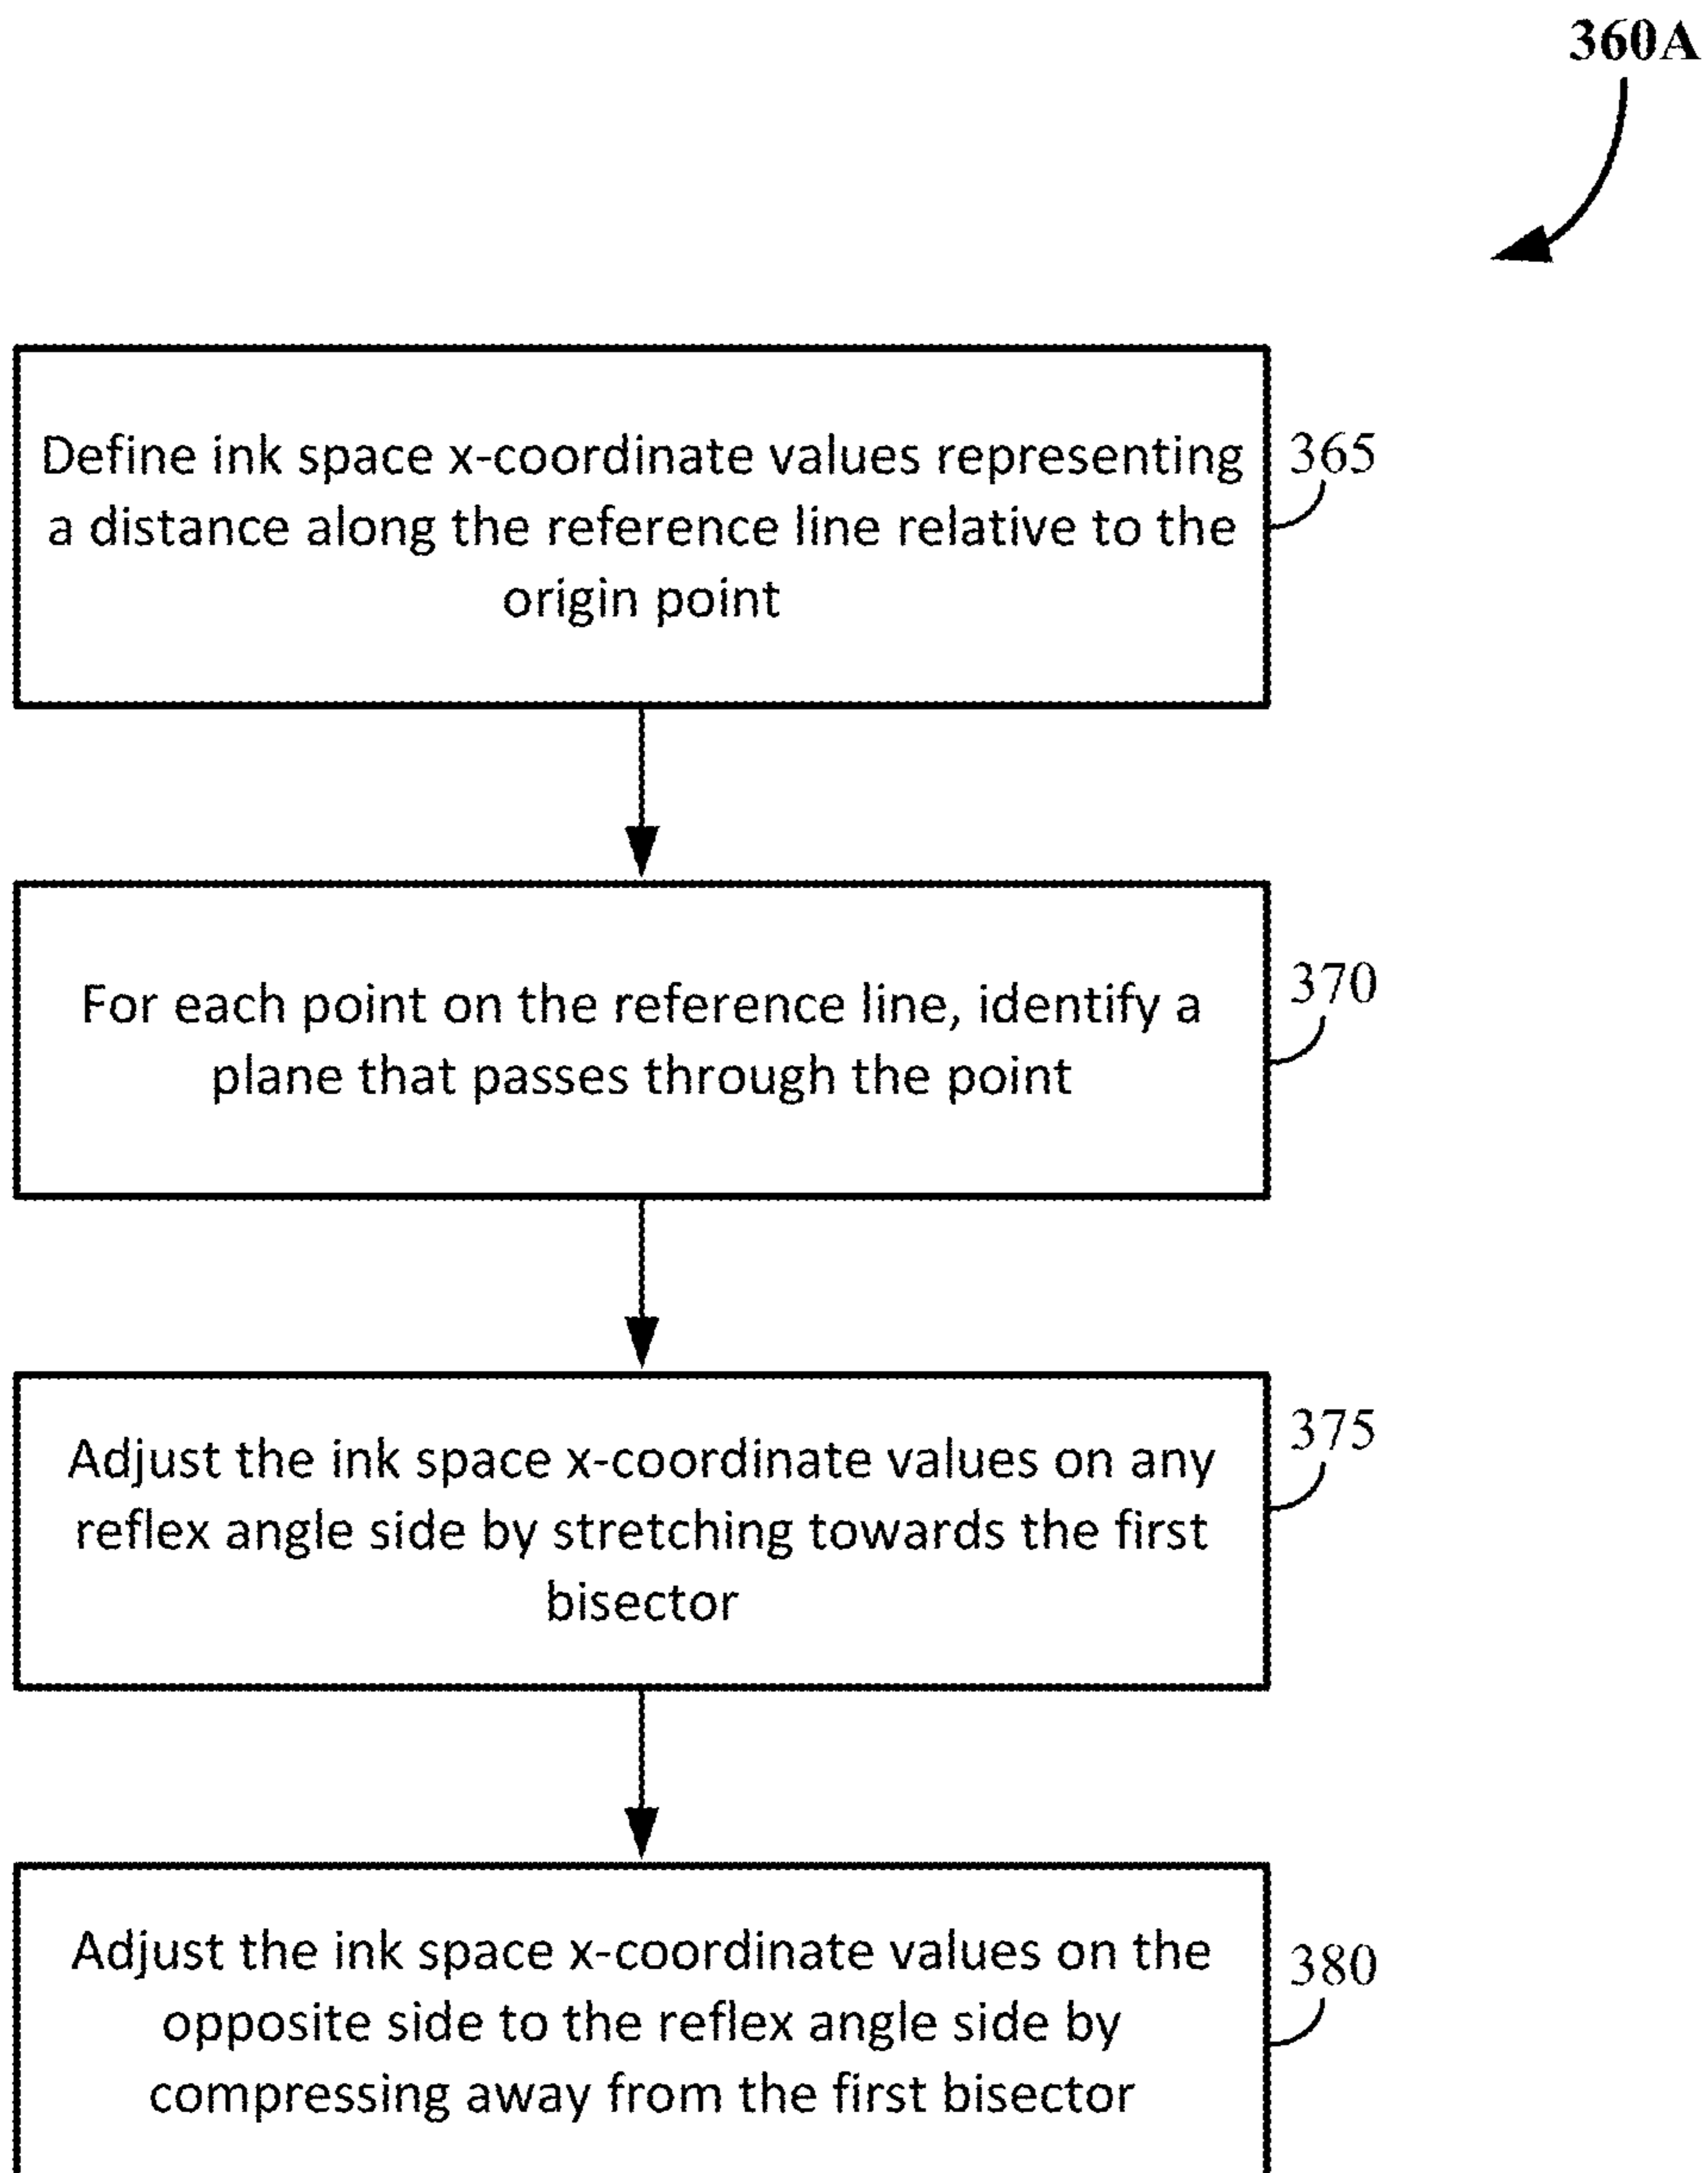 360A
Define ink space x-coordinate values representing
a distance along the reference line relative to the
origin point
365
For each point on the reference line, identify a
plane that passes through the point
370
Adjust the ink space x-coordinate values on any
reflex angle side by stretching towards the first
bisector
375
Adjust the ink space x-coordinate values on the
opposite side to the reflex angle side by
compressing away from the first bisector
380